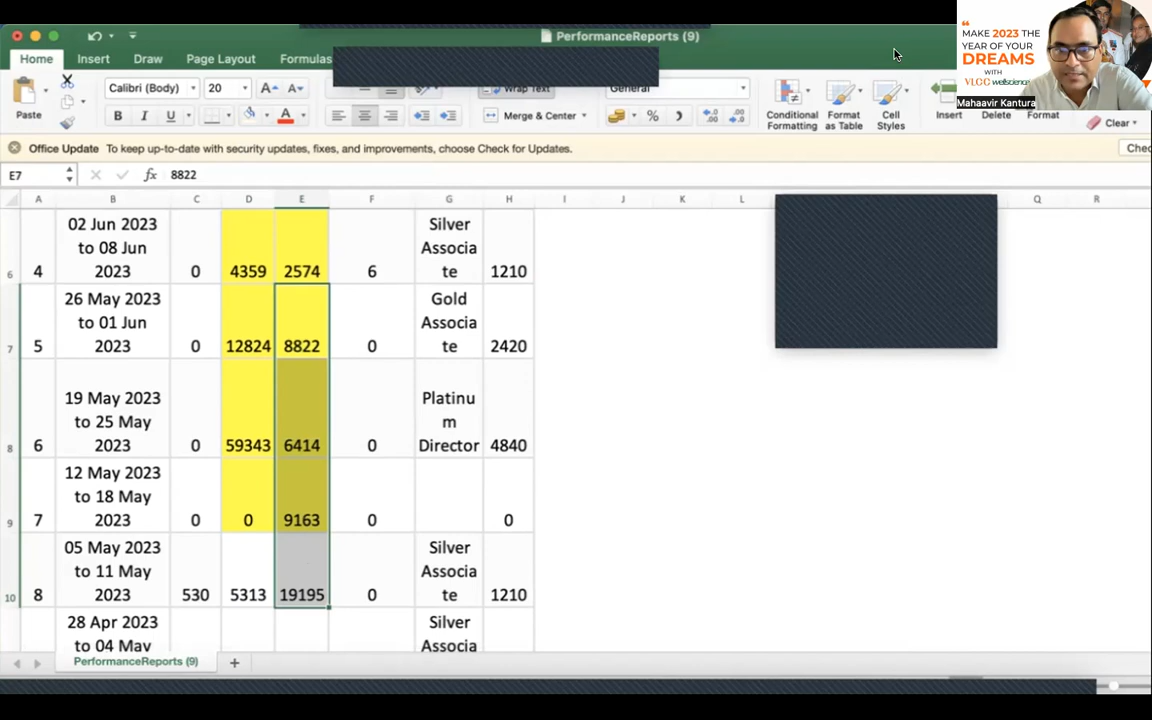 PerformanceReports (9)
Home Insert Draw Page Layout Formulas
Calibri (Body) 20 A A
Wrap Text General
Paste B I U A Merge & Center % Conditional Formatting Format as Table Cell Styles Insert Delete Format Clear
Office Update To keep up-to-date with security updates, fixes, and improvements, choose Check for Updates.
E7 fx 8822
A B C D E F G H I J K L Q R
6 4 02 Jun 2023 to 08 Jun 2023 0 4359 2574 6 Silver Associate 1210
7 5 26 May 2023 to 01 Jun 2023 0 12824 8822 0 Gold Associate 2420
8 6 19 May 2023 to 25 May 2023 0 59343 6414 0 Platinum Director 4840
9 7 12 May 2023 to 18 May 2023 0 0 9163 0 0
10 8 05 May 2023 to 11 May 2023 530 5313 19195 0 Silver Associate 1210
28 Apr 2023 to 04 May Silver Associa
PerformanceReports (9) +
“
MAKE 2023 THE
YEAR OF YOUR
DREAMS
WITH
VLCC wellscience
Mahaavir Kantura